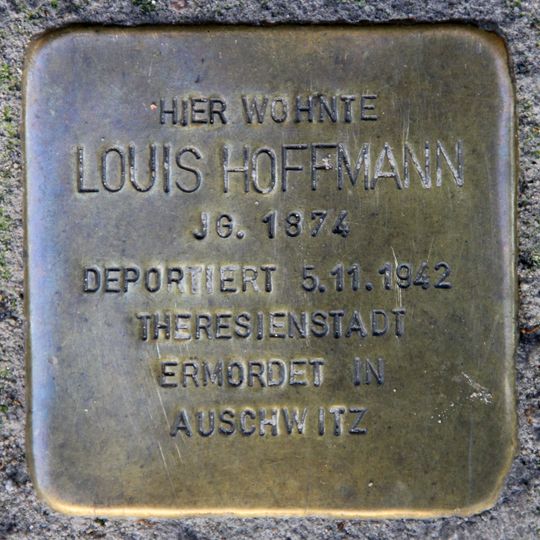 HIER WOHNTE
LOUIS HOFFMANN
JG. 1874
DEPORTIERT 5.11.1942
THERESIENSTADT
ERMORDET IN
AUSCHWITZ